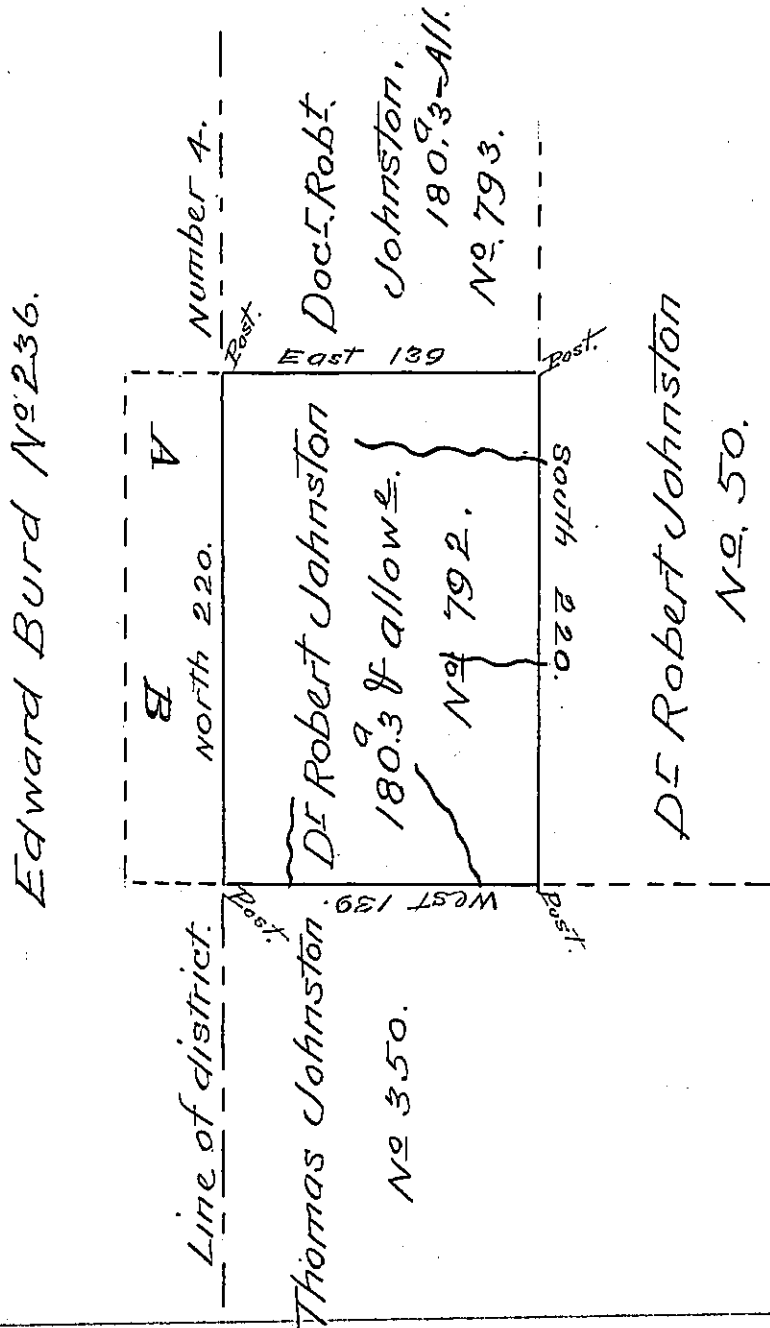 Edward Burd No. 236.
A
B
North 220.
Line of district.
Number 4.
Post.
Post.
East 139
Dr Robert Johnston
180.3 a & allowe.
No. 792.
West 139.
South 220.
Post.
Post.
Thomas Johnston
No 350.
Doct. Robt.
Johnston.
180.3 a - All.
No. 793.
Dr Robert Johnston
No. 50.